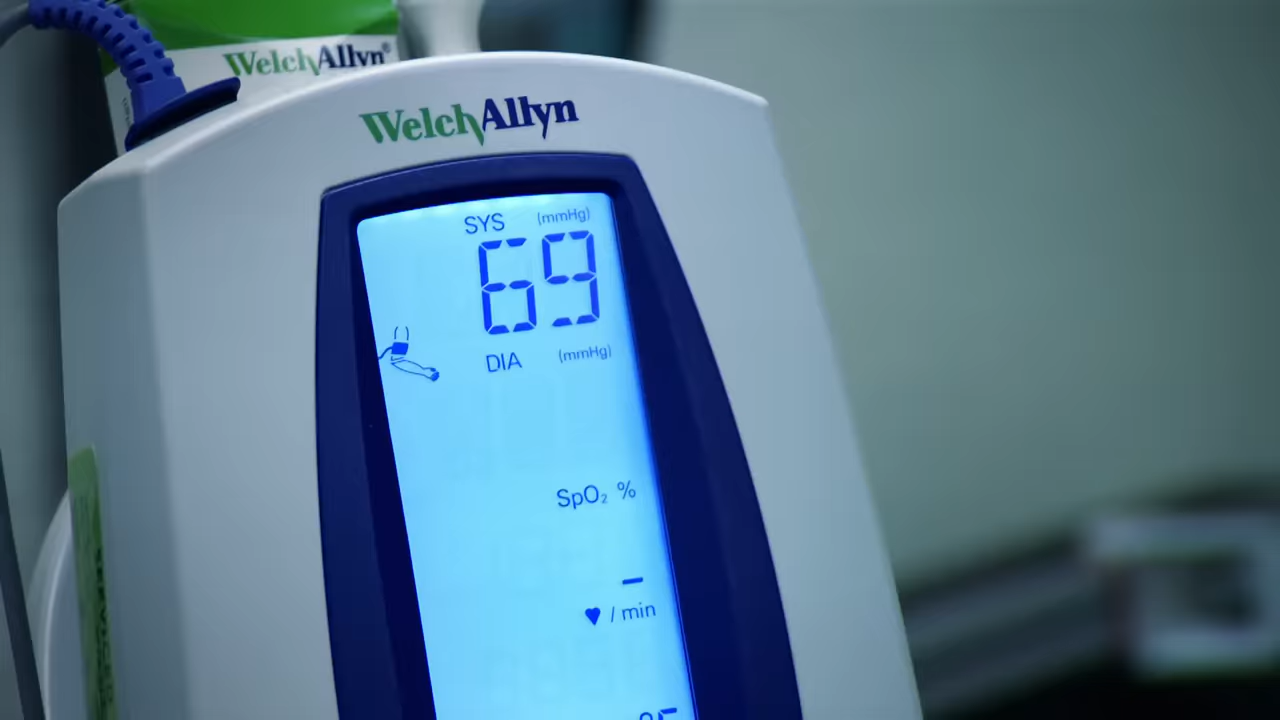 WelchAllyn®
WelchAllyn
SYS (mmHg)
69
DIA (mmHg)
SpO₂ %
–
♥ / min